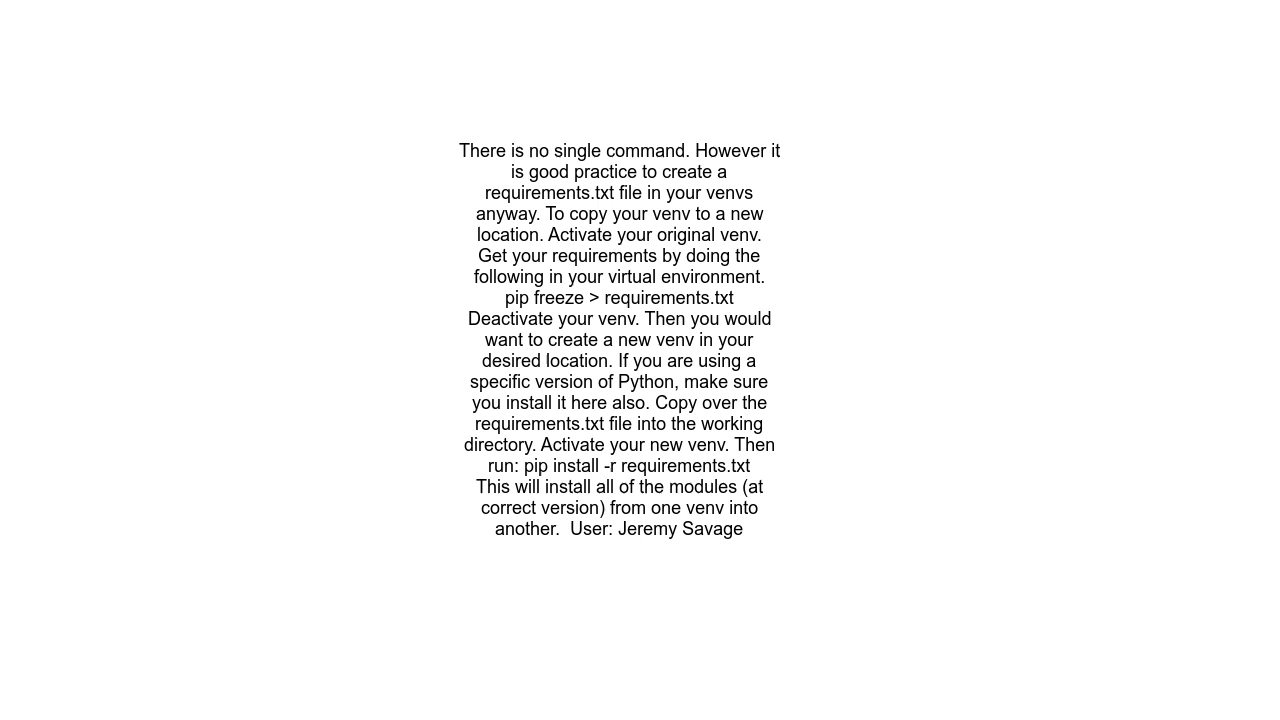 There is no single command. However it
is good practice to create a
requirements.txt file in your venvs
anyway. To copy your venv to a new
location. Activate your original venv.
Get your requirements by doing the
following in your virtual environment.
pip freeze > requirements.txt
Deactivate your venv. Then you would
want to create a new venv in your
desired location. If you are using a
specific version of Python, make sure
you install it here also. Copy over the
requirements.txt file into the working
directory. Activate your new venv. Then
run: pip install -r requirements.txt
This will install all of the modules (at
correct version) from one venv into
another.  User: Jeremy Savage